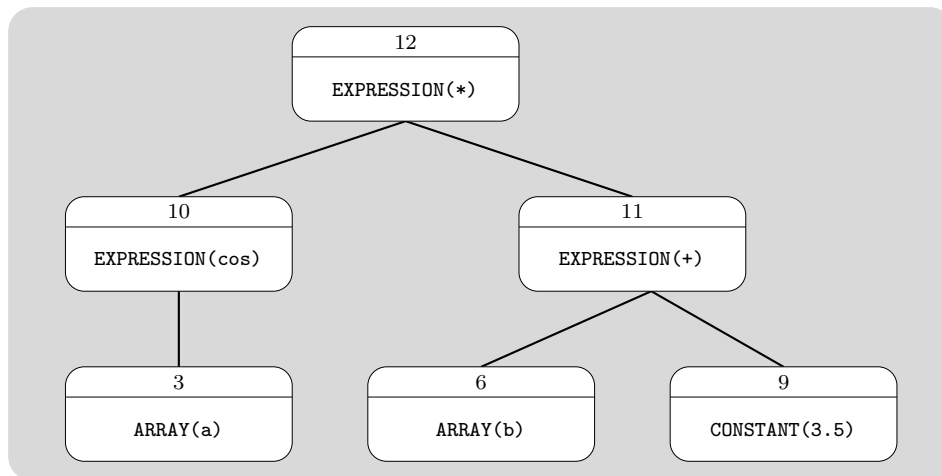 12
EXPRESSION(*)
10
EXPRESSION(cos)
11
EXPRESSION(+)
3
ARRAY(a)
6
ARRAY(b)
9
CONSTANT(3.5)